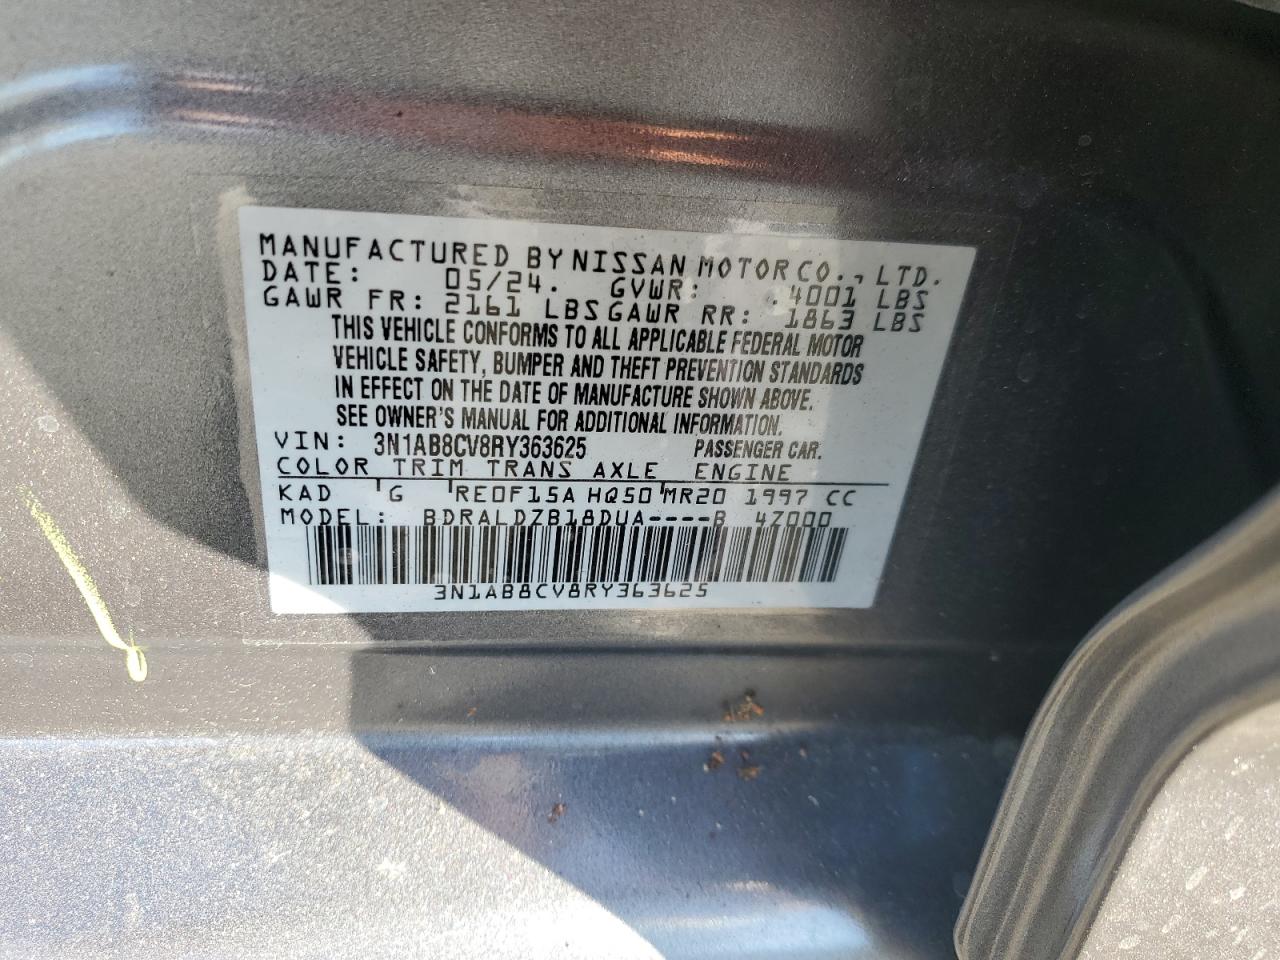 MANUFACTURED BY NISSAN MOTOR CO., LTD.
DATE: 05/24. GVWR: 4001 LBS
GAWR FR: 2161 LBS GAWR RR: 1863 LBS
THIS VEHICLE CONFORMS TO ALL APPLICABLE FEDERAL MOTOR
VEHICLE SAFETY, BUMPER AND THEFT PREVENTION STANDARDS
IN EFFECT ON THE DATE OF MANUFACTURE SHOWN ABOVE.
SEE OWNER'S MANUAL FOR ADDITIONAL INFORMATION.
VIN: 3N1AB8CV8RY363625 PASSENGER CAR.
COLOR TRIM TRANS AXLE ENGINE
KAD G RE0F15A HQ50 MR20 1997 CC
MODEL: BDRALDZB18DUA----B 4Z000
3N1AB8CV8RY363625